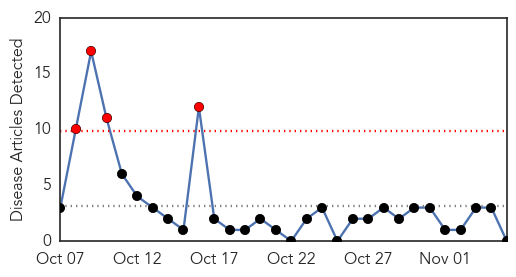 Disease Articles Detected
20
15
10
5
0
Oct 07
Oct 12
Oct 17
Oct 22
Oct 27
Nov 01